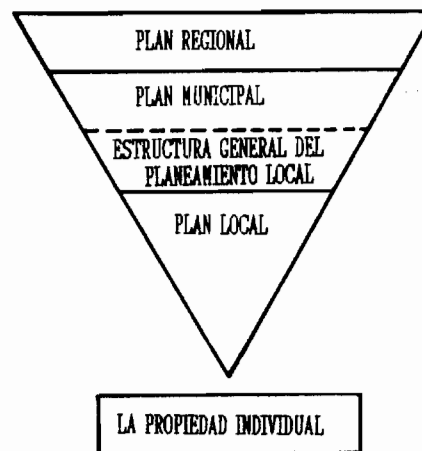 PLAN REGIONAL
PLAN MUNICIPAL
ESTRUCTURA GENERAL DEL
PLANEAMIENTO LOCAL
PLAN LOCAL
LA PROPIEDAD INDIVIDUAL